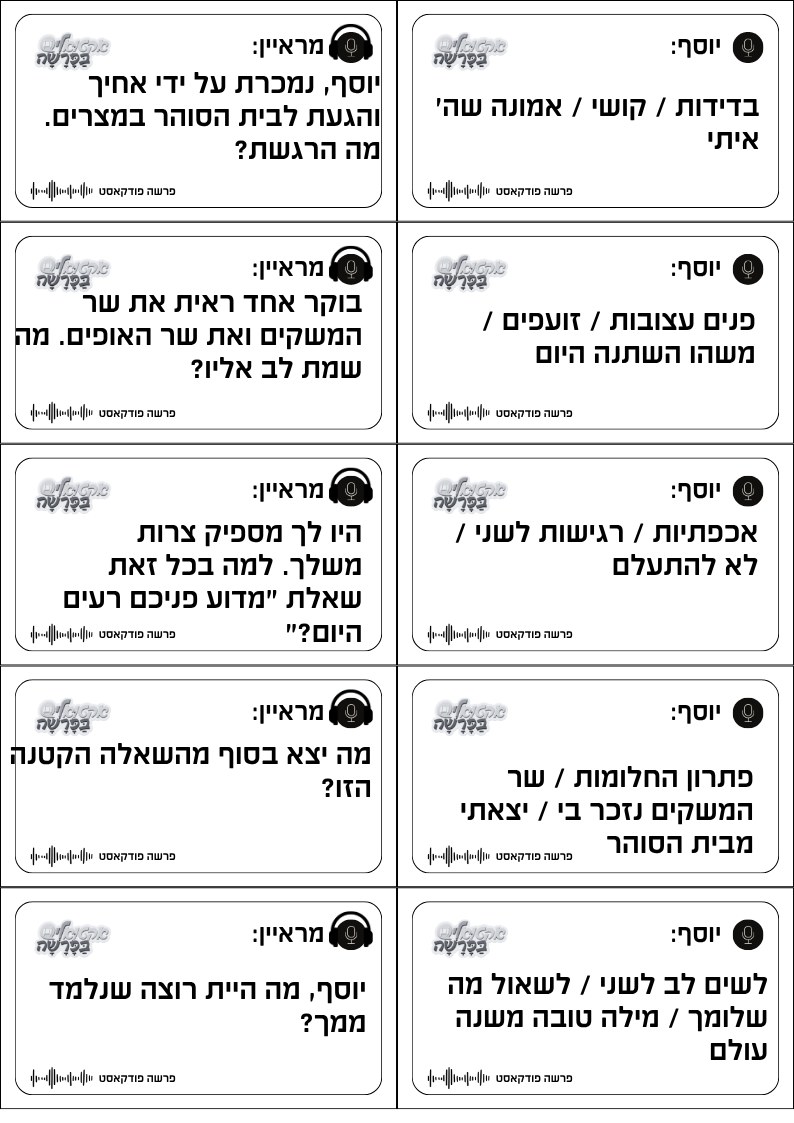 מראיין:
בַּפָּרָשָׁה
יוסף, נמכרת על ידי אחיך
והגעת לבית הסוהר במצרים.
מה הרגשת?
פרשה פודקאסט
יוסף:
בַּפָּרָשָׁה
בדידות / קושי / אמונה שה'
איתי
פרשה פודקאסט
מראיין:
בַּפָּרָשָׁה
בוקר אחד ראית את שר
המשקים ואת שר האופים. מה
שמת לב אליו?
פרשה פודקאסט
יוסף:
בַּפָּרָשָׁה
פנים עצובות / זועפים /
משהו השתנה היום
פרשה פודקאסט
מראיין:
בַּפָּרָשָׁה
היו לך מספיק צרות
משלך. למה בכל זאת
שאלת "מדוע פניכם רעים
היום?"
פרשה פודקאסט
יוסף:
בַּפָּרָשָׁה
אכפתיות / רגישות לשני /
לא להתעלם
פרשה פודקאסט
מראיין:
בַּפָּרָשָׁה
מה יצא בסוף מהשאלה הקטנה
הזו?
פרשה פודקאסט
יוסף:
בַּפָּרָשָׁה
פתרון החלומות / שר
המשקים נזכר בי / יצאתי
מבית הסוהר
פרשה פודקאסט
מראיין:
בַּפָּרָשָׁה
יוסף, מה היית רוצה שנלמד
ממך?
פרשה פודקאסט
יוסף:
בַּפָּרָשָׁה
לשים לב לשני / לשאול מה
שלומך / מילה טובה משנה
עולם
פרשה פודקאסט